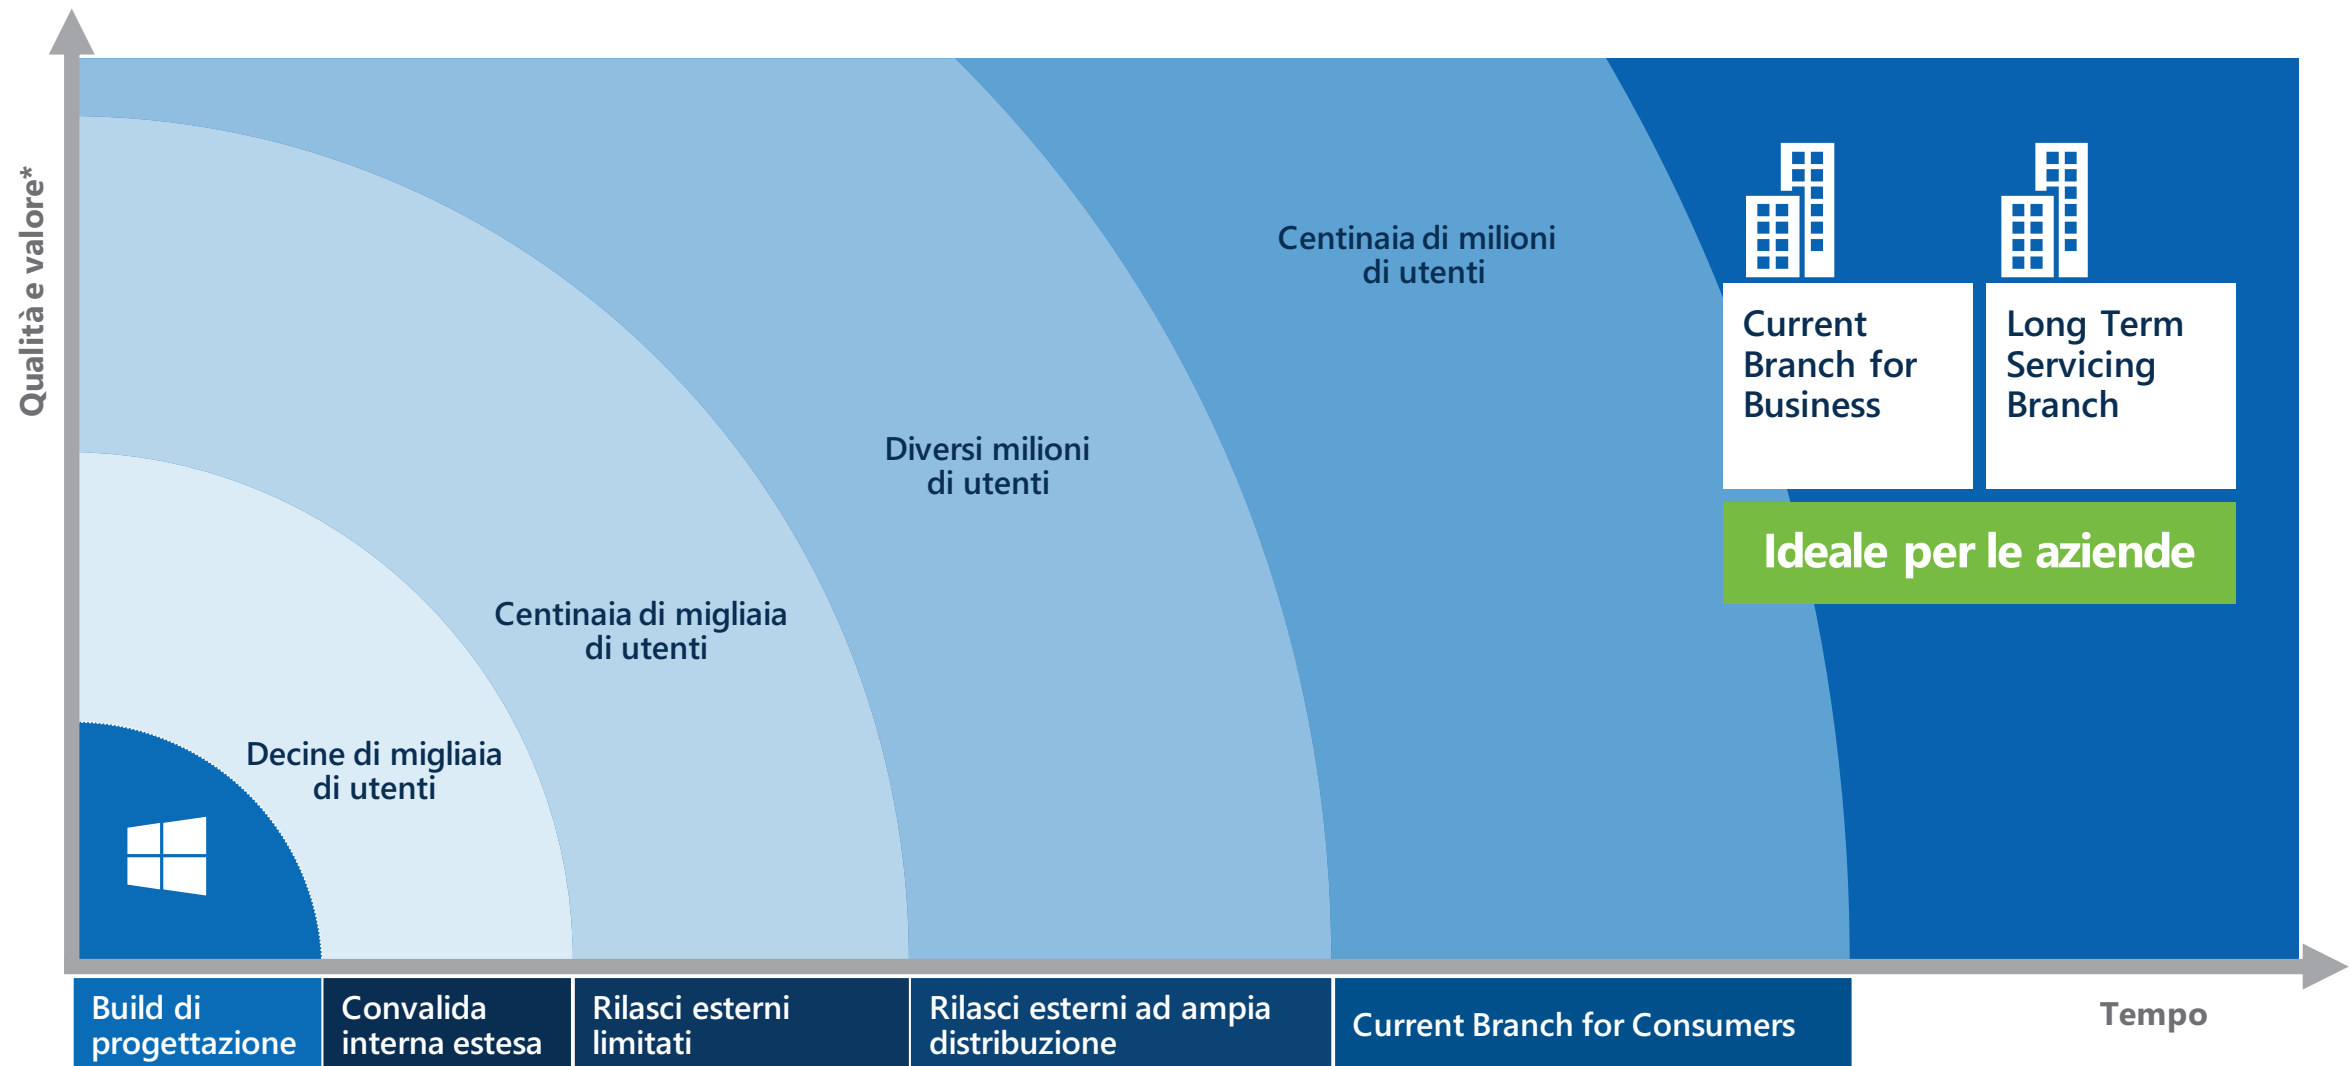 Qualità e valore*
Centinaia di milioni
di utenti
Diversi milioni
di utenti
Centinaia di migliaia
di utenti
Decine di migliaia
di utenti
Current
Branch for
Business
Long Term
Servicing
Branch
Ideale per le aziende
Build di
progettazione
Convalida
interna estesa
Rilasci esterni
limitati
Rilasci esterni ad ampia
distribuzione
Current Branch for Consumers
Tempo